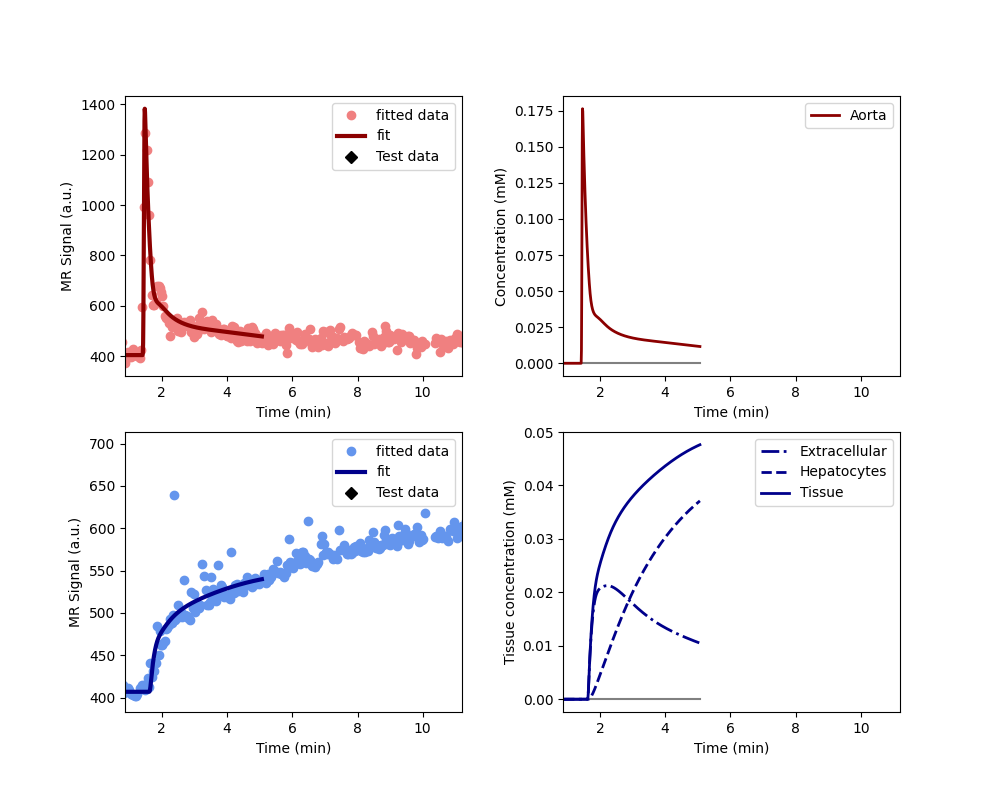 1400
1200
1000
800
600
400
MR Signal (a.u.)
2 4 6 8 10
Time (min)
fitted data
fit
Test data
0.175
0.150
0.125
0.100
0.075
0.050
0.025
0.000
Concentration (mM)
2 4 6 8 10
Time (min)
Aorta
700
650
600
550
500
450
400
MR Signal (a.u.)
2 4 6 8 10
Time (min)
fitted data
fit
Test data
0.05
0.04
0.03
0.02
0.01
0.00
Tissue concentration (mM)
2 4 6 8 10
Time (min)
Extracellular
Hepatocytes
Tissue